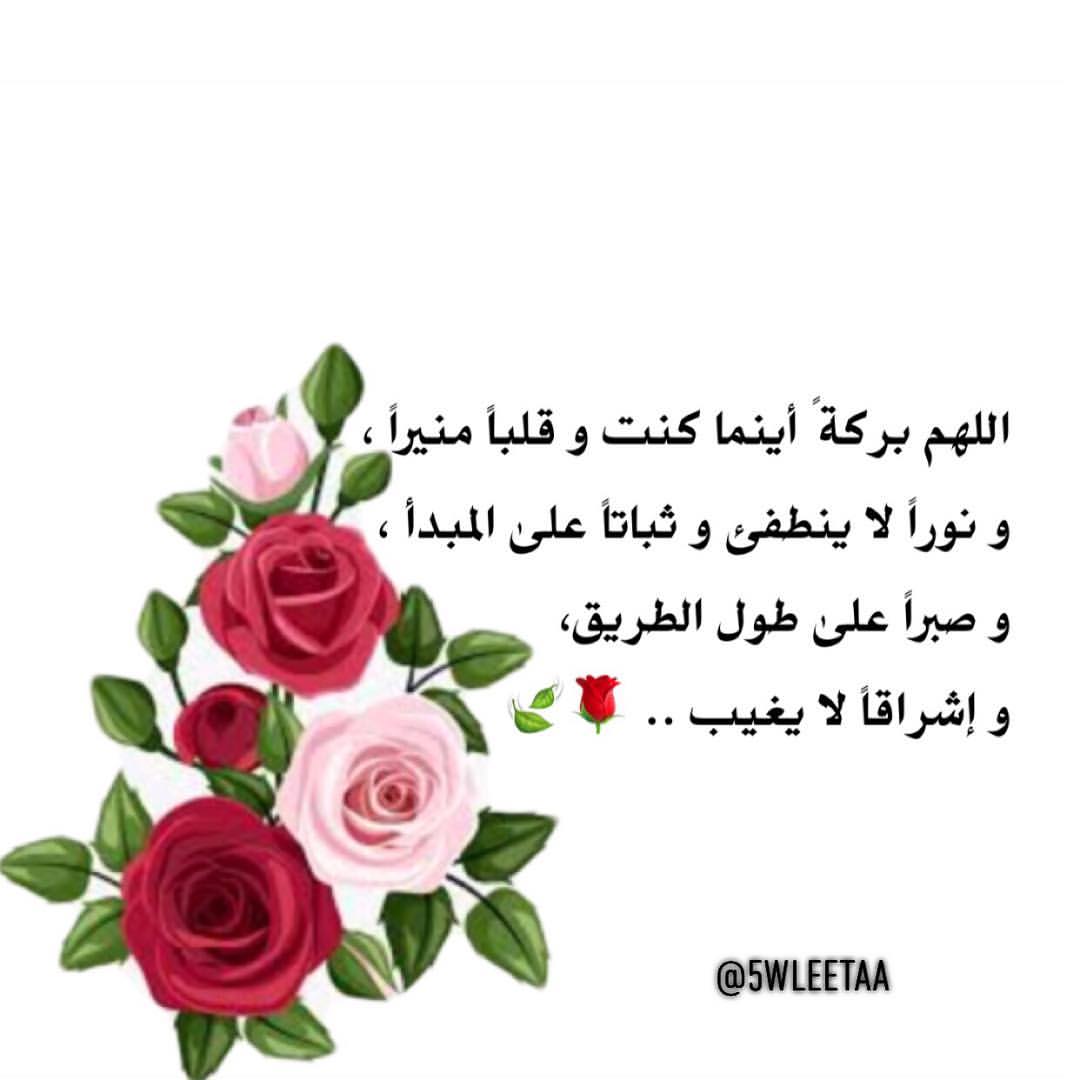 اللهم بركةً أينما كنت و قلباً منيراً ،
و نوراً لا ينطفئ و ثباتاً على المبدأ ،
و صبراً على طول الطريق،
و إشراقاً لا يغيب .. 🌹🍃
@5WLEETAA